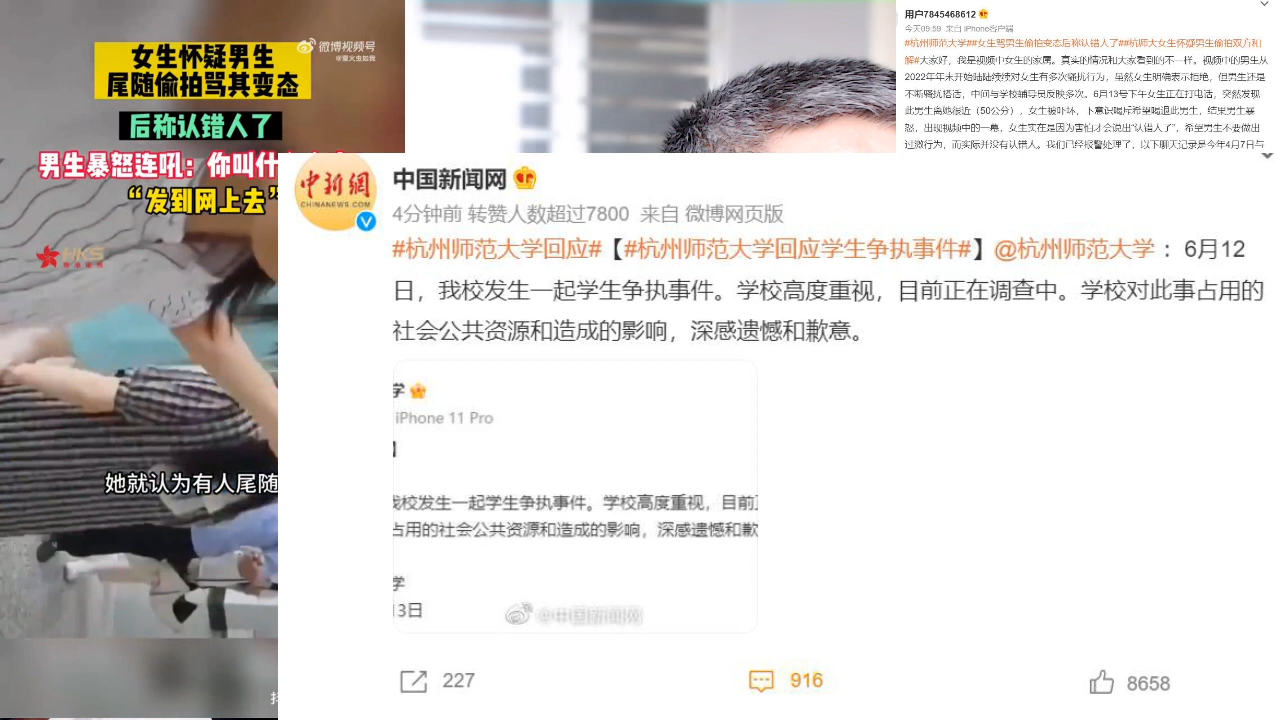 女生怀疑男生
尾随偷拍骂其变态
后称认错人了
男生暴怒连吼：你叫什
“发到网上去”
微博视频号
@萤火虫如我
HKS
她就认为有人尾随
用户7845468612
今天09:59 来自 iPhone客户端
#杭州师范大学##女生骂男生偷拍变态后称认错人了##杭师大女生怀疑男生偷拍双方和
解#大家好，我是视频中女生的家属。真实的情况和大家看到的不一样。视频中的男生从
2022年年末开始陆陆续续对女生有多次骚扰行为，虽然女生明确表示拒绝，但男生还是
不断骚扰搭话，中间与学校辅导员反映多次。6月13号下午女生正在打电话，突然发现
此男生离她很近（50公分），女生被吓坏，下意识喝斥希望喝退此男生，结果男生暴
怒，出现视频中的一幕，女生实在是因为害怕才会说出“认错人了”，希望男生不要做出
过激行为，而实际并没有认错人。我们已经报警处理了，以下聊天记录是今年4月7日与
中新網
CHINANEWS.COM
中国新闻网
4分钟前 转赞人数超过7800 来自 微博网页版
#杭州师范大学回应#【#杭州师范大学回应学生争执事件#】@杭州师范大学 ：6月12
日，我校发生一起学生争执事件。学校高度重视，目前正在调查中。学校对此事占用的
社会公共资源和造成的影响，深感遗憾和歉意。
学
iPhone 11 Pro
】
我校发生一起学生争执事件。学校高度重视，目前正
占用的社会公共资源和造成的影响，深感遗憾和歉
学
13日
@中国新闻网
227
916
8658